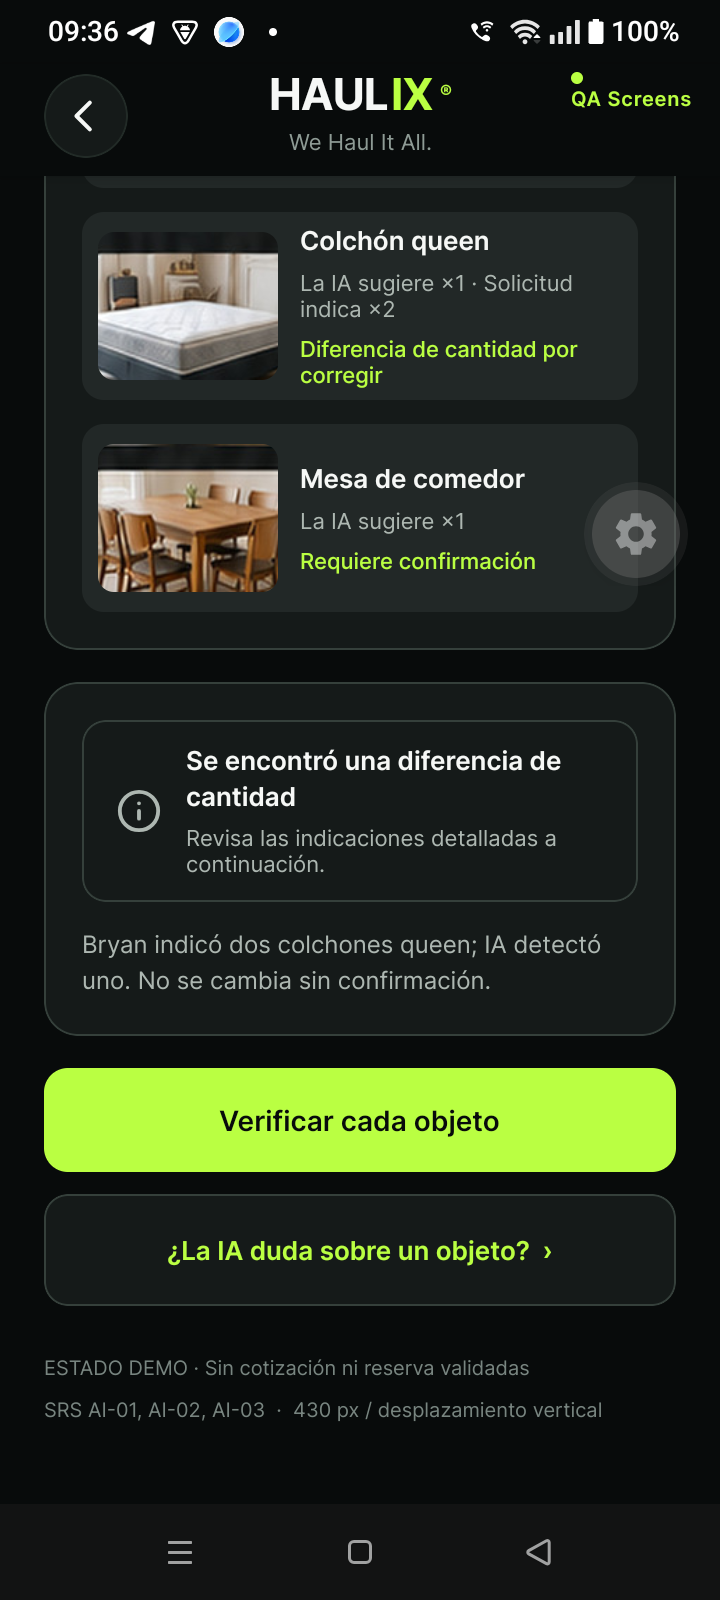 09:36
100%
HAULIX ®
QA Screens
We Haul It All.
Colchón queen
La IA sugiere ×1 · Solicitud
indica ×2
Diferencia de cantidad por
corregir
Mesa de comedor
La IA sugiere ×1
Requiere confirmación
Se encontró una diferencia de
cantidad
Revisa las indicaciones detalladas a
continuación.
Bryan indicó dos colchones queen; IA detectó
uno. No se cambia sin confirmación.
Verificar cada objeto
¿La IA duda sobre un objeto? ›
ESTADO DEMO · Sin cotización ni reserva validadas
SRS AI-01, AI-02, AI-03 · 430 px / desplazamiento vertical